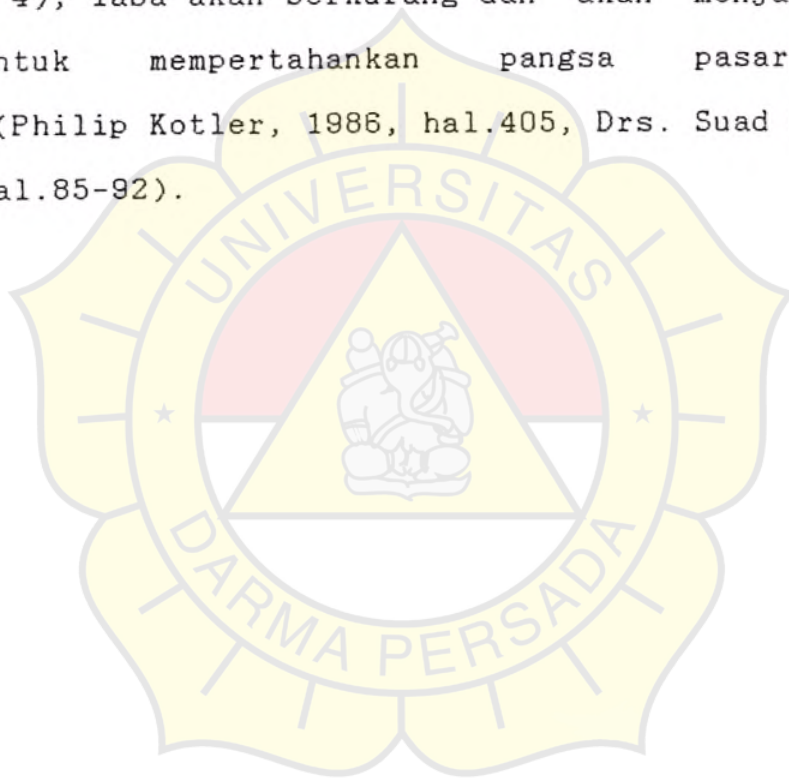 4), laba akan berkurang dan akan
ntuk mempertahankan pangsa pasar
(Philip Kotler, 1986, hal.405, Drs. Suad
al.85-92).
UNIVERSITAS
DARMA PERSADA